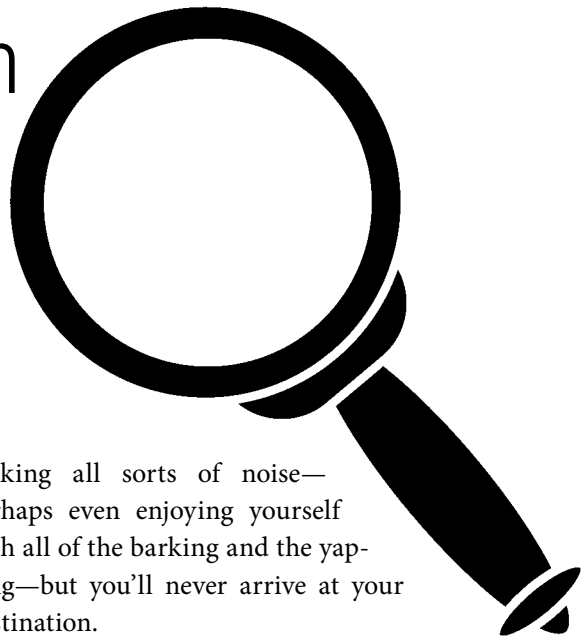 king all sorts of noise—
haps even enjoying yourself
h all of the barking and the yap-
g—but you'll never arrive at your
stination.